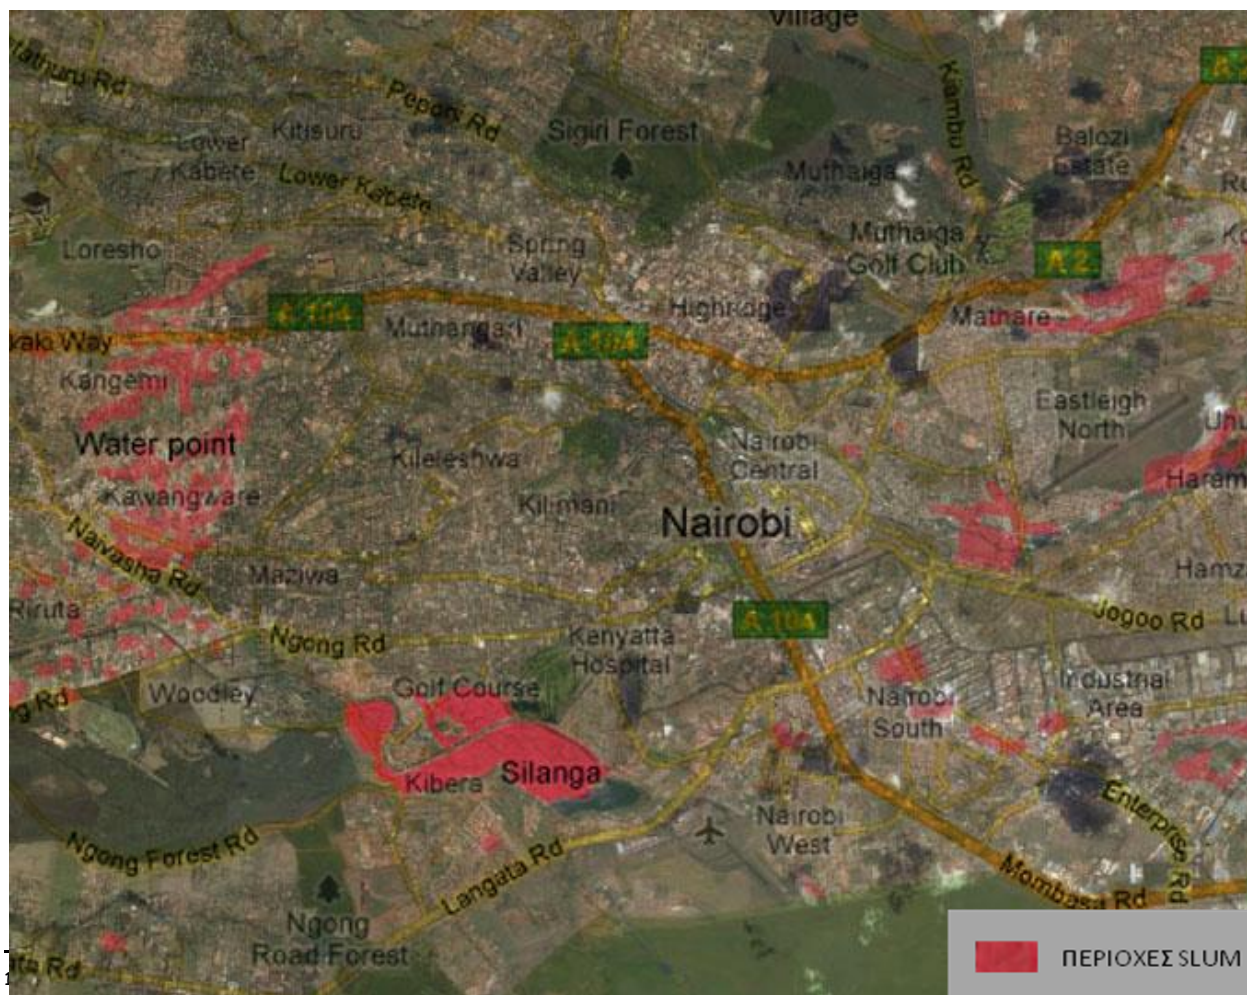 Village
Peponi Rd
Kiambu Rd
Kitisuru
Sigiri Forest
Lower
Kabete
Lower Kabete
Balozi
Estate
Muthaiga
Loresho
Spring
Valley
Muthaiga
Golf Club
A 2
A 104
Highridge
Mathare
Muthangari
A 104
Way
Kangemi
Eastleigh
North
Water point
Nairobi
Central
Kileleshwa
Kawangware
Kilimani
Nairobi
Naivasha Rd
Maziwa
Riruta
A 104
Jogoo Rd
Ngong Rd
Kenyatta
Hospital
Woodley
Golf Course
Nairobi
South
Industrial
Area
Kibera
Silanga
Enterprise Rd
Nairobi
West
Ngong Forest Rd
Langata Rd
Mombasa Rd
Ngong
Road Forest
ΠΕΡΙΟΧΕΣ SLUM